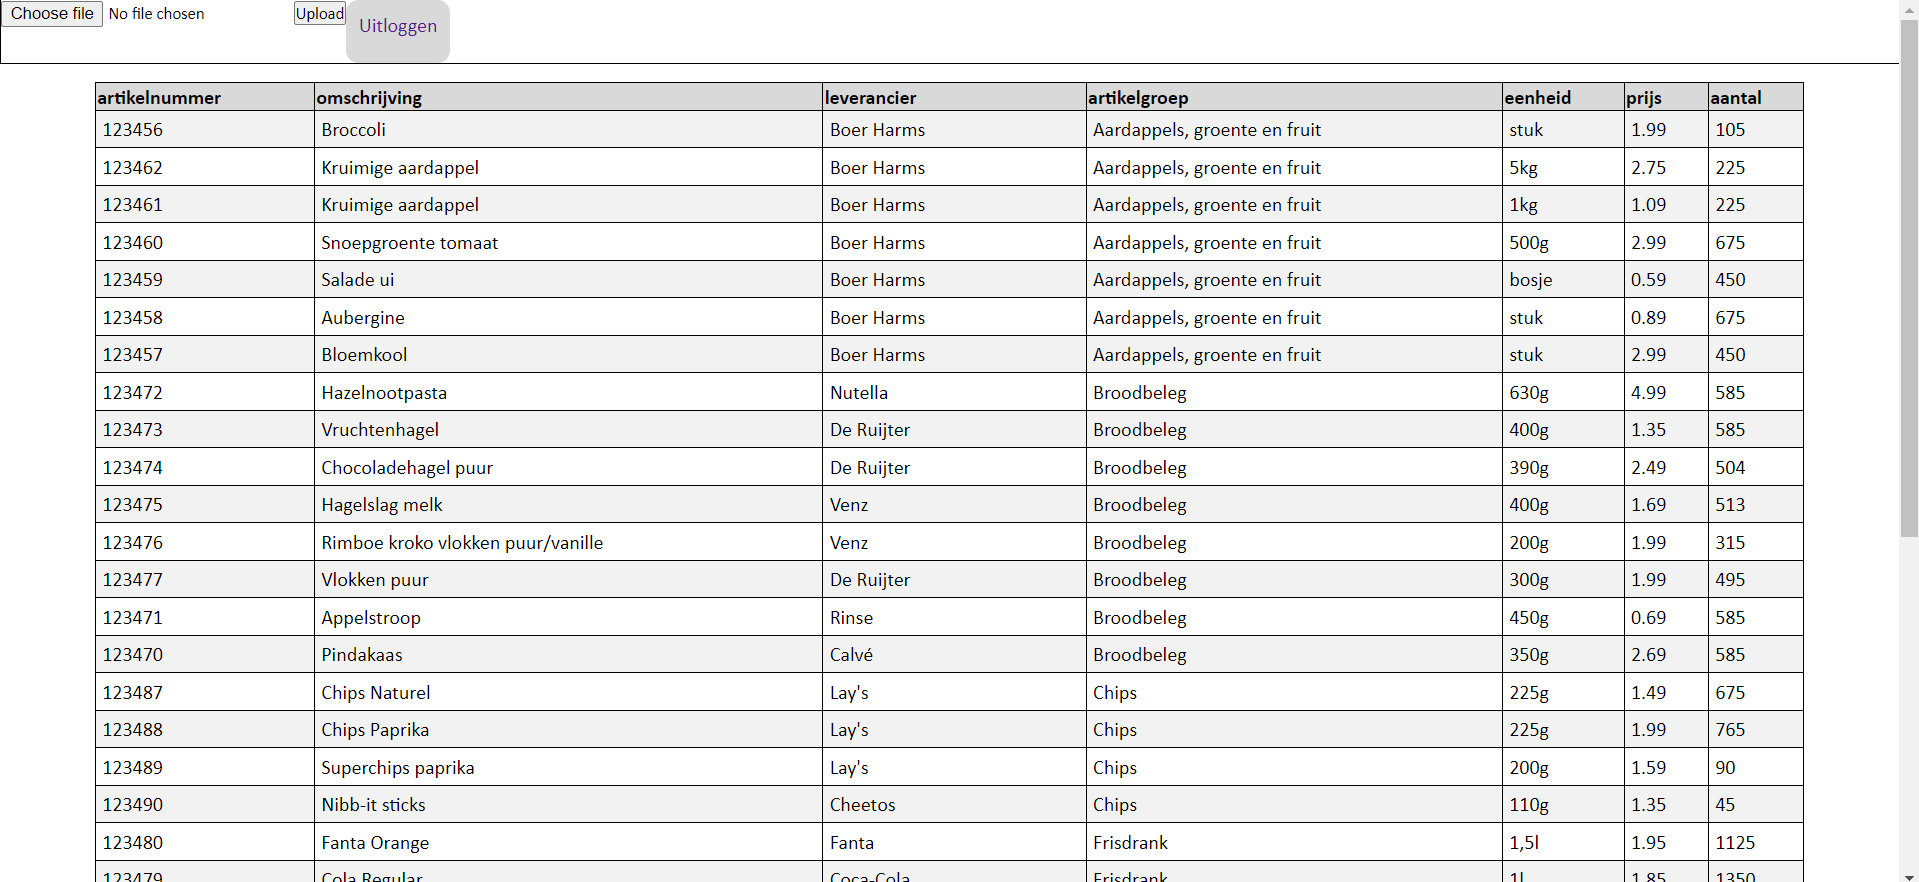 Choose file No file chosen Upload Uitloggen
artikelnummer omschrijving leverancier artikelgroep eenheid prijs aantal
123456 Broccoli Boer Harms Aardappels, groente en fruit stuk 1.99 105
123462 Kruimige aardappel Boer Harms Aardappels, groente en fruit 5kg 2.75 225
123461 Kruimige aardappel Boer Harms Aardappels, groente en fruit 1kg 1.09 225
123460 Snoepgroente tomaat Boer Harms Aardappels, groente en fruit 500g 2.99 675
123459 Salade ui Boer Harms Aardappels, groente en fruit bosje 0.59 450
123458 Aubergine Boer Harms Aardappels, groente en fruit stuk 0.89 675
123457 Bloemkool Boer Harms Aardappels, groente en fruit stuk 2.99 450
123472 Hazelnootpasta Nutella Broodbeleg 630g 4.99 585
123473 Vruchtenhagel De Ruijter Broodbeleg 400g 1.35 585
123474 Chocoladehagel puur De Ruijter Broodbeleg 390g 2.49 504
123475 Hagelslag melk Venz Broodbeleg 400g 1.69 513
123476 Rimboe kroko vlokken puur/vanille Venz Broodbeleg 200g 1.99 315
123477 Vlokken puur De Ruijter Broodbeleg 300g 1.99 495
123471 Appelstroop Rinse Broodbeleg 450g 0.69 585
123470 Pindakaas Calvé Broodbeleg 350g 2.69 585
123487 Chips Naturel Lay's Chips 225g 1.49 675
123488 Chips Paprika Lay's Chips 225g 1.99 765
123489 Superchips paprika Lay's Chips 200g 1.59 90
123490 Nibb-it sticks Cheetos Chips 110g 1.35 45
123480 Fanta Orange Fanta Frisdrank 1,5l 1.95 1125
123479 Cola Regular Coca-Cola Frisdrank 1l 1.85 1350